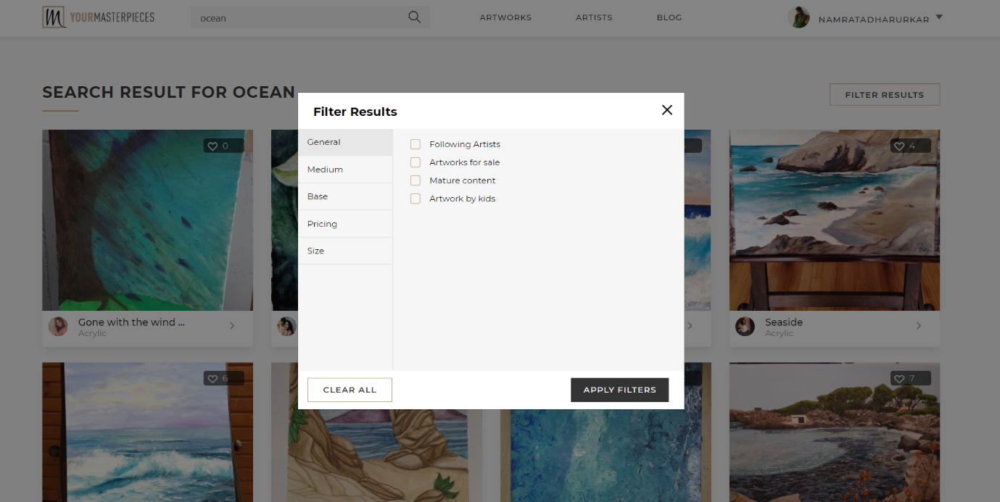 YOURMASTERPIECES
ocean
ARTWORKS
ARTISTS
BLOG
NAMRATADHARURKAR
SEARCH RESULT FOR OCEAN
FILTER RESULTS
Filter Results
General
Medium
Base
Pricing
Size
Following Artists
Artworks for sale
Mature content
Artwork by kids
CLEAR ALL
APPLY FILTERS
0
4
Gone with the wind ...
Acrylic
Seaside
Acrylic
6
7